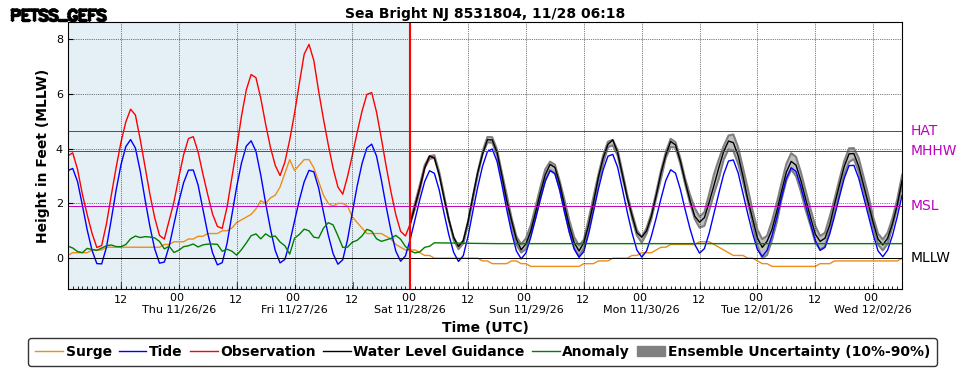 PETSS_GEFS
Sea Bright NJ 8531804, 11/28 06:18
Height in Feet (MLLW)
8
6
4
2
0
HAT
MHHW
MSL
MLLW
12 00 12 00 12 00 12 00 12 00 12 00 12 00
Thu 11/26/26 Fri 11/27/26 Sat 11/28/26 Sun 11/29/26 Mon 11/30/26 Tue 12/01/26 Wed 12/02/26
Time (UTC)
Surge Tide Observation Water Level Guidance Anomaly Ensemble Uncertainty (10%-90%)